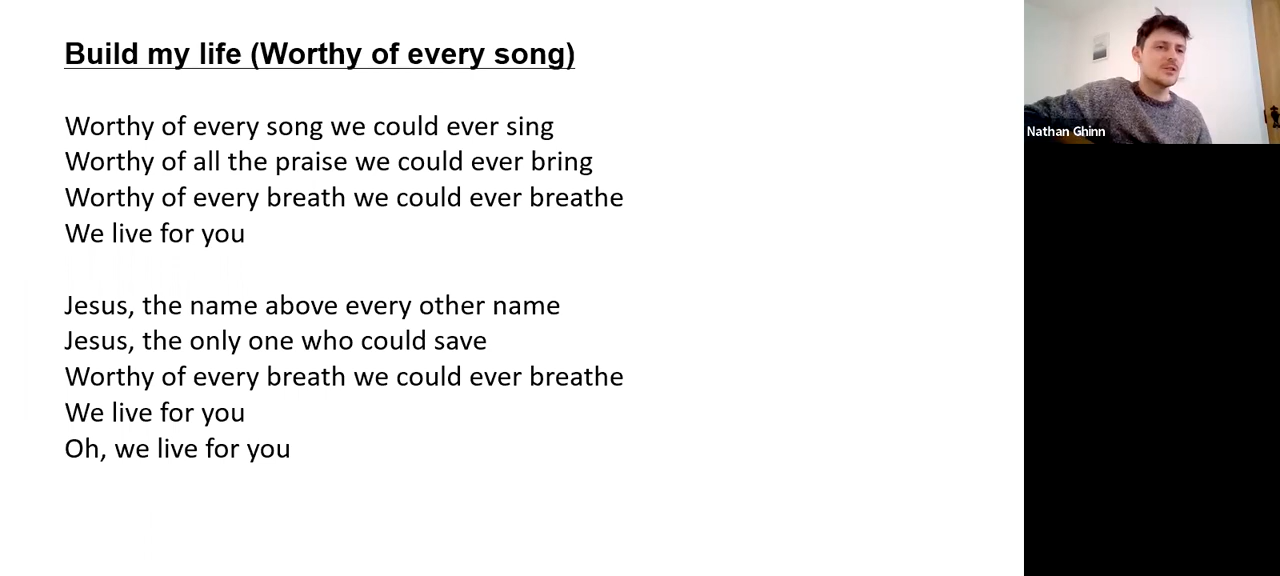 Build my life (Worthy of every song)
Worthy of every song we could ever sing
Worthy of all the praise we could ever bring
Worthy of every breath we could ever breathe
We live for you
Jesus, the name above every other name
Jesus, the only one who could save
Worthy of every breath we could ever breathe
We live for you
Oh, we live for you
Nathan Ghinn